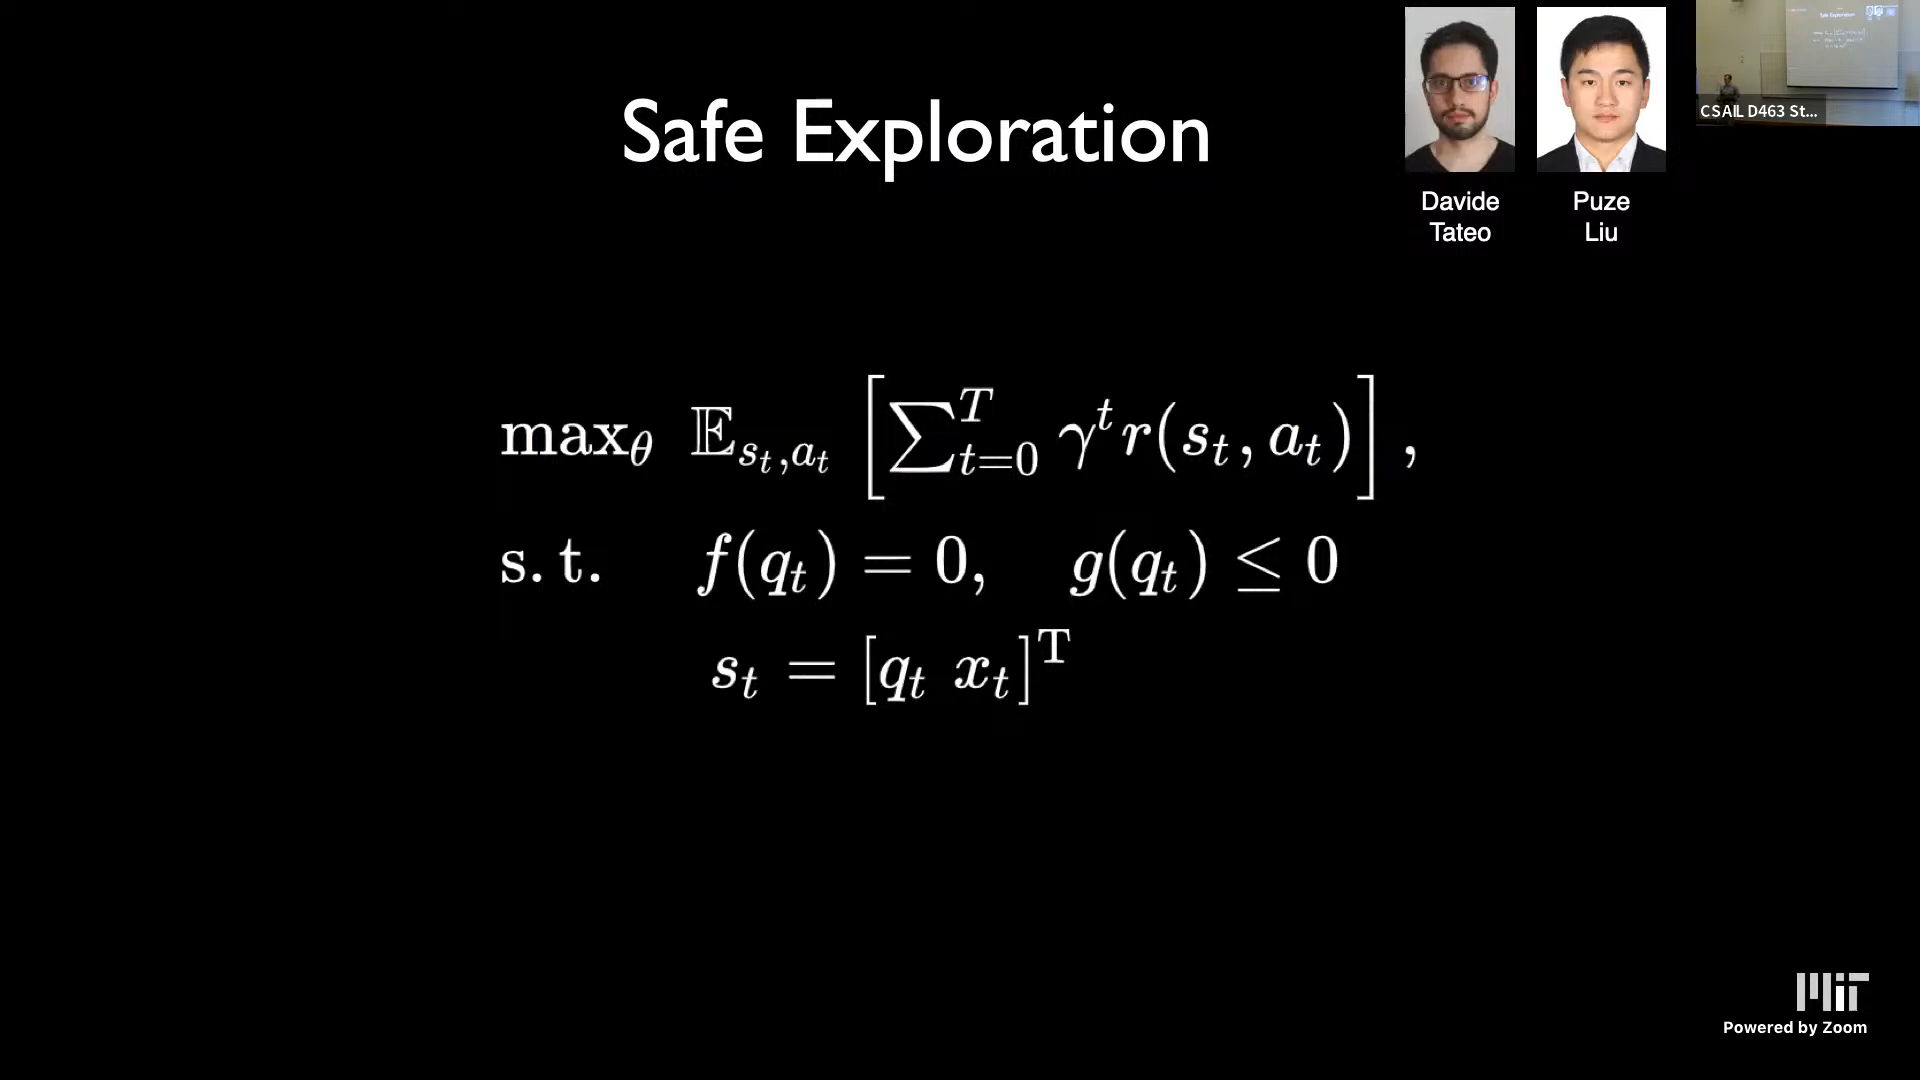 Safe Exploration
Davide
Tateo
Puze
Liu
CSAIL D463 St...
max_θ 𝔼_{s_t,a_t} [∑_{t=0}^{T} γ^t r(s_t, a_t)] ,
s. t. f(q_t) = 0, g(q_t) ≤ 0
s_t = [q_t x_t]^T
MIT
Powered by Zoom